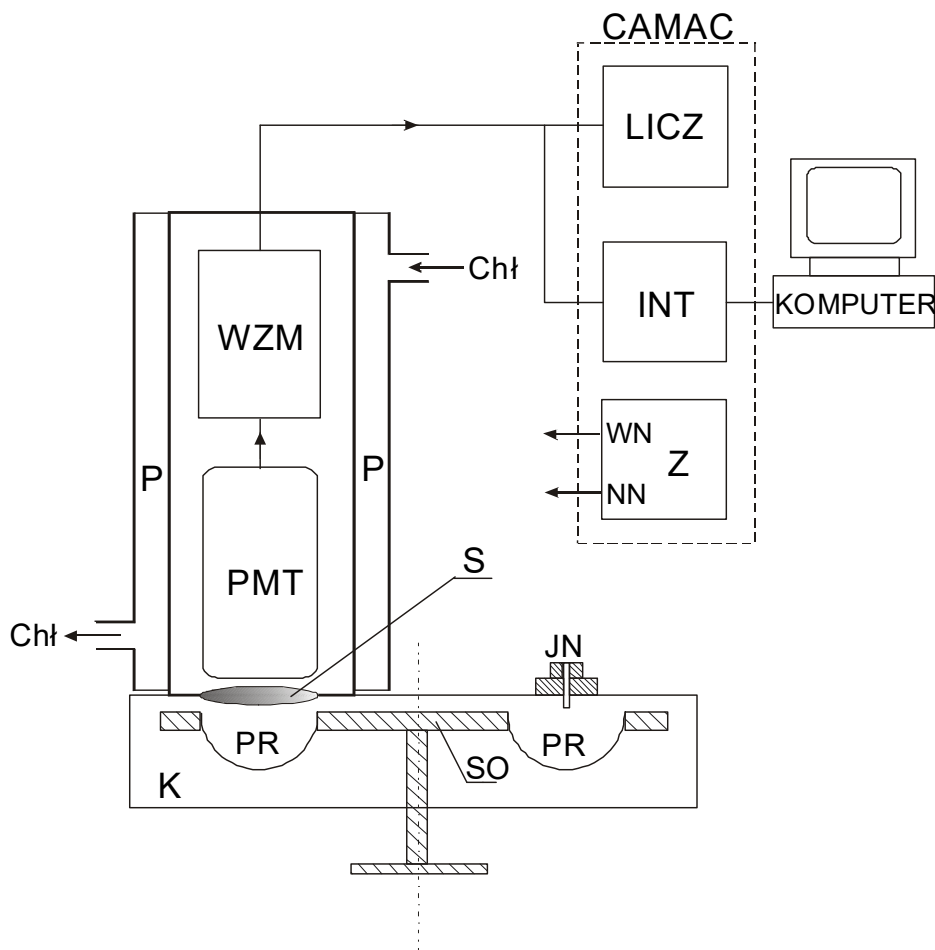 CAMAC
LICZ
Chł
WZM
INT
KOMPUTER
WN
Z
NN
P
P
PMT
S
Chł
JN
PR
PR
SO
K